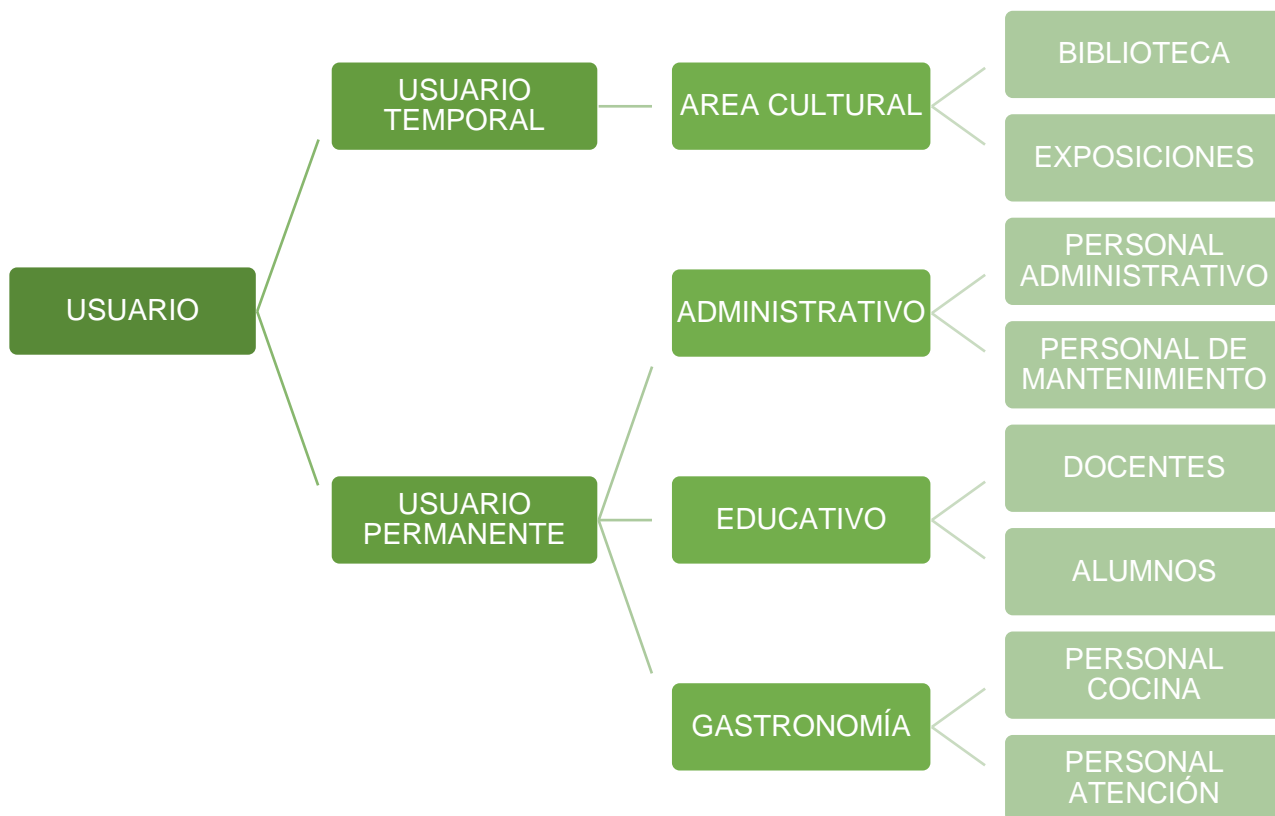 USUARIO
USUARIO
TEMPORAL
AREA CULTURAL
BIBLIOTECA
EXPOSICIONES
USUARIO
PERMANENTE
ADMINISTRATIVO
PERSONAL
ADMINISTRATIVO
PERSONAL DE
MANTENIMIENTO
EDUCATIVO
DOCENTES
ALUMNOS
GASTRONOMÍA
PERSONAL
COCINA
PERSONAL
ATENCIÓN